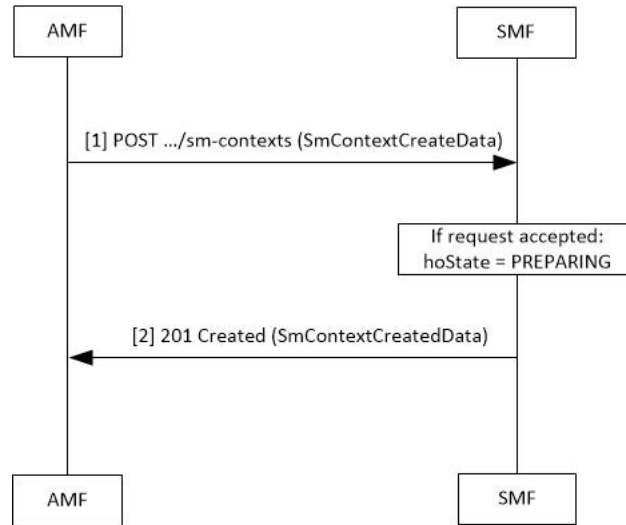 AMF
SMF
[1] POST .../sm-contexts (SmContextCreateData)
If request accepted:
hoState = PREPARING
[2] 201 Created (SmContextCreatedData)
AMF
SMF